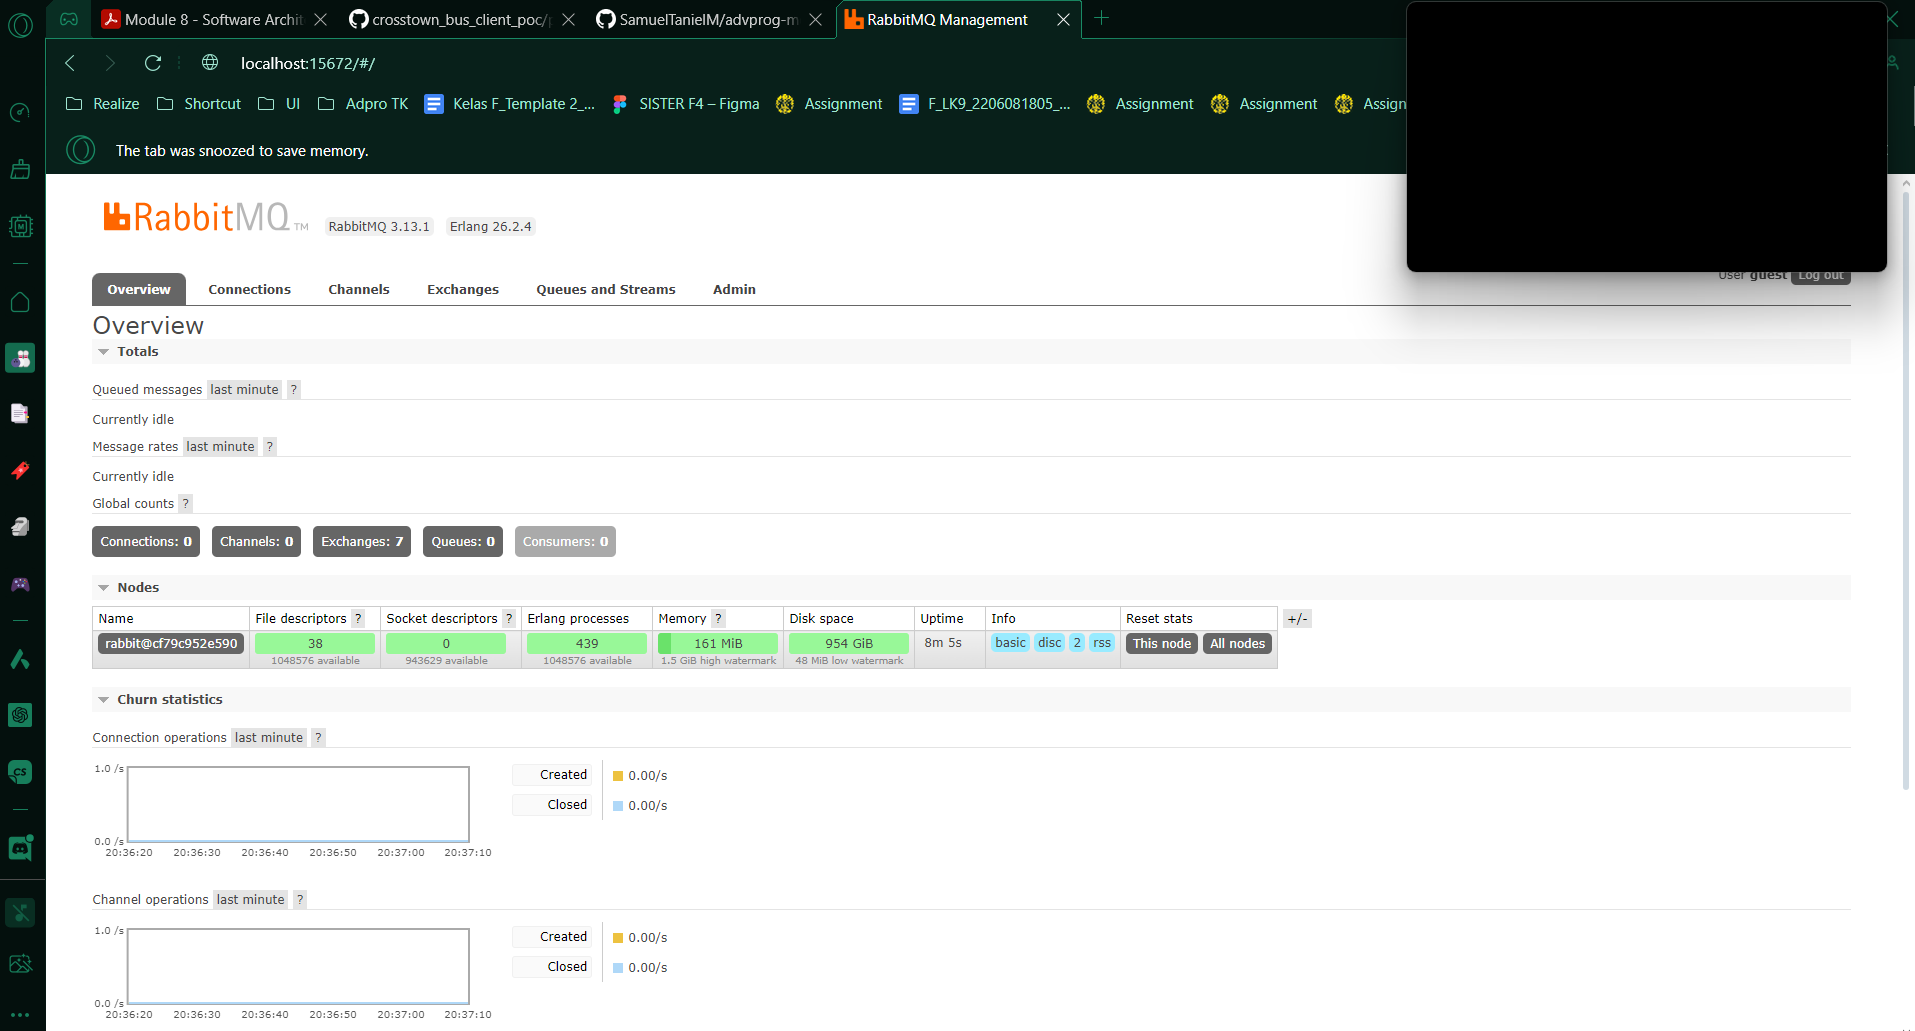 Module 8 - Software Archit
crosstown_bus_client_poc/
SamuelTanielM/advprog-m
RabbitMQ Management
localhost:15672/#/
Realize Shortcut UI Adpro TK Kelas F_Template 2_... SISTER F4 – Figma Assignment F_LK9_2206081805_... Assignment Assignment Assign
The tab was snoozed to save memory.
RabbitMQ TM RabbitMQ 3.13.1 Erlang 26.2.4
User guest Log out
Overview Connections Channels Exchanges Queues and Streams Admin
Overview
Totals
Queued messages last minute ?
Currently idle
Message rates last minute ?
Currently idle
Global counts ?
Connections: 0 Channels: 0 Exchanges: 7 Queues: 0 Consumers: 0
Nodes
Name File descriptors ? Socket descriptors ? Erlang processes Memory ? Disk space Uptime Info Reset stats +/-
rabbit@cf79c952e590 38 0 439 161 MiB 954 GiB 8m 5s basic disc 2 rss This node All nodes
1048576 available 943629 available 1048576 available 1.5 GiB high watermark 48 MiB low watermark
Churn statistics
Connection operations last minute ?
1.0 /s
Created 0.00/s
Closed 0.00/s
0.0 /s
20:36:20 20:36:30 20:36:40 20:36:50 20:37:00 20:37:10
Channel operations last minute ?
1.0 /s
Created 0.00/s
Closed 0.00/s
0.0 /s
20:36:20 20:36:30 20:36:40 20:36:50 20:37:00 20:37:10